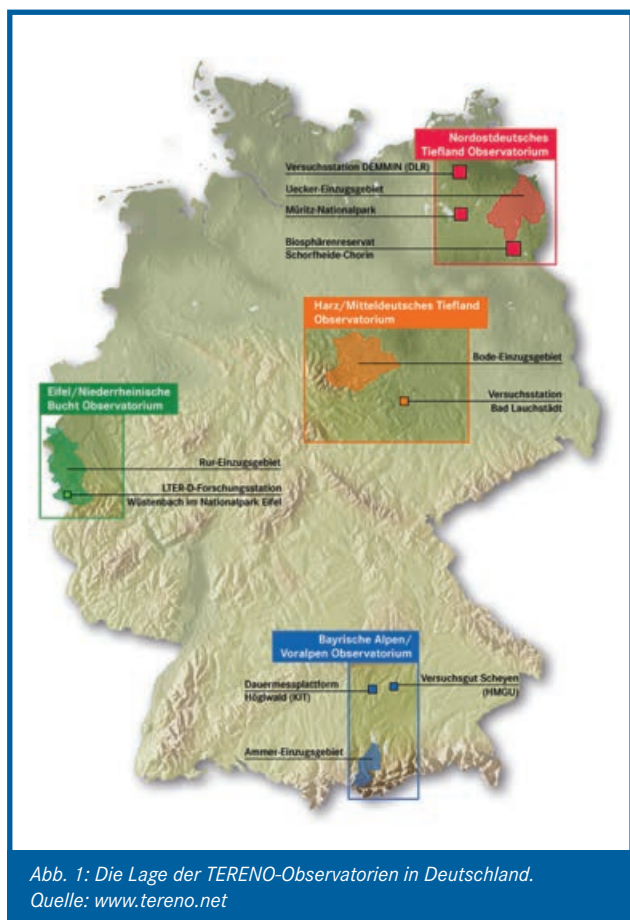 Nordostdeutsches
Tiefland Observatorium
Versuchsstation DEMMIN (DLR)
Uecker-Einzugsgebiet
Müritz-Nationalpark
Biosphärenreservat
Schorfheide-Chorin
Harz/Mitteldeutsches Tiefland
Observatorium
Bode-Einzugsgebiet
Versuchsstation
Bad Lauchstädt
Eifel/Niederrheinische
Bucht Observatorium
Rur-Einzugsgebiet
LTER-D-Forschungsstation
Wüstenbach im Nationalpark Eifel
Bayrische Alpen/
Voralpen Observatorium
Dauermessplattform
Höglwald (KIT)
Versuchsgut Scheyen
(HMGU)
Ammer-Einzugsgebiet
Abb. 1: Die Lage der TERENO-Observatorien in Deutschland.
Quelle: www.tereno.net